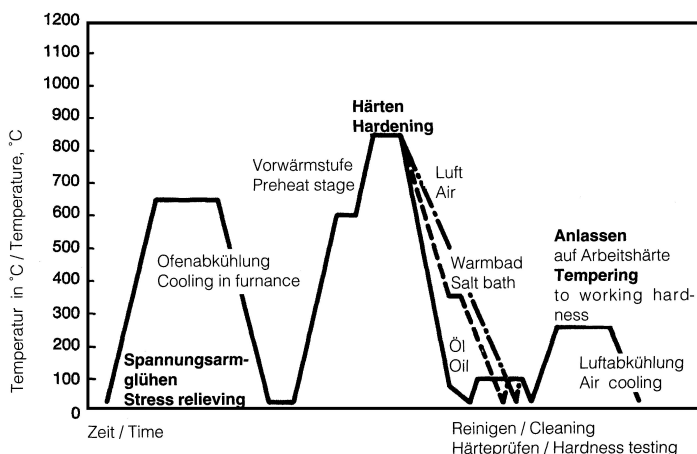 1200
1100
1000
900
800
700
600
500
400
300
200
100
0
Temperatur in °C / Temperature, °C
Härten
Hardening
Vorwärmstufe
Preheat stage
Luft
Air
Ofenabkühlung
Cooling in furnance
Warmbad
Salt bath
Anlassen
auf Arbeitshärte
Tempering
to working hard-
ness
Öl
Oil
Spannungsarm-
glühen
Stress relieving
Luftabkühlung
Air cooling
Zeit / Time
Reinigen / Cleaning
Härteprüfen / Hardness testing